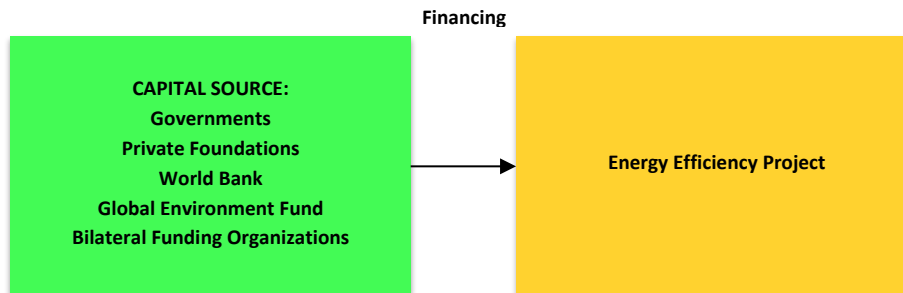 Financing
CAPITAL SOURCE:
Governments
Private Foundations
World Bank
Global Environment Fund
Bilateral Funding Organizations
Energy Efficiency Project